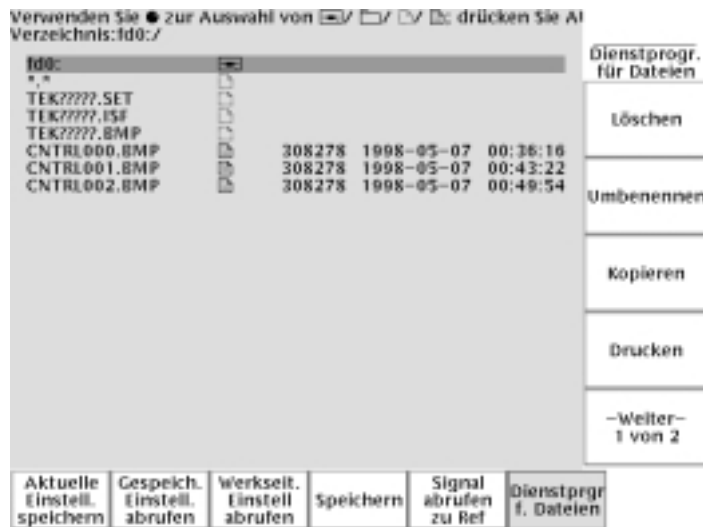 Verwenden Sie ● zur Auswahl von / / / : drücken Sie A
Verzeichnis:fd0:/
fd0:
*.*
TEK?????.SET
TEK?????.ISF
TEK?????.BMP
CNTRL000.BMP 308278 1998-05-07 00:36:16
CNTRL001.BMP 308278 1998-05-07 00:43:22
CNTRL002.BMP 308278 1998-05-07 00:49:54
Dienstprogr.
für Dateien
Löschen
Umbenennen
Kopieren
Drucken
-Weiter-
1 von 2
Aktuelle
Einstell.
speichern
Gespeich.
Einstell.
abrufen
Werkseit.
Einstell
abrufen
Speichern
Signal
abrufen
zu Ref
Dienstprgr
f. Dateien